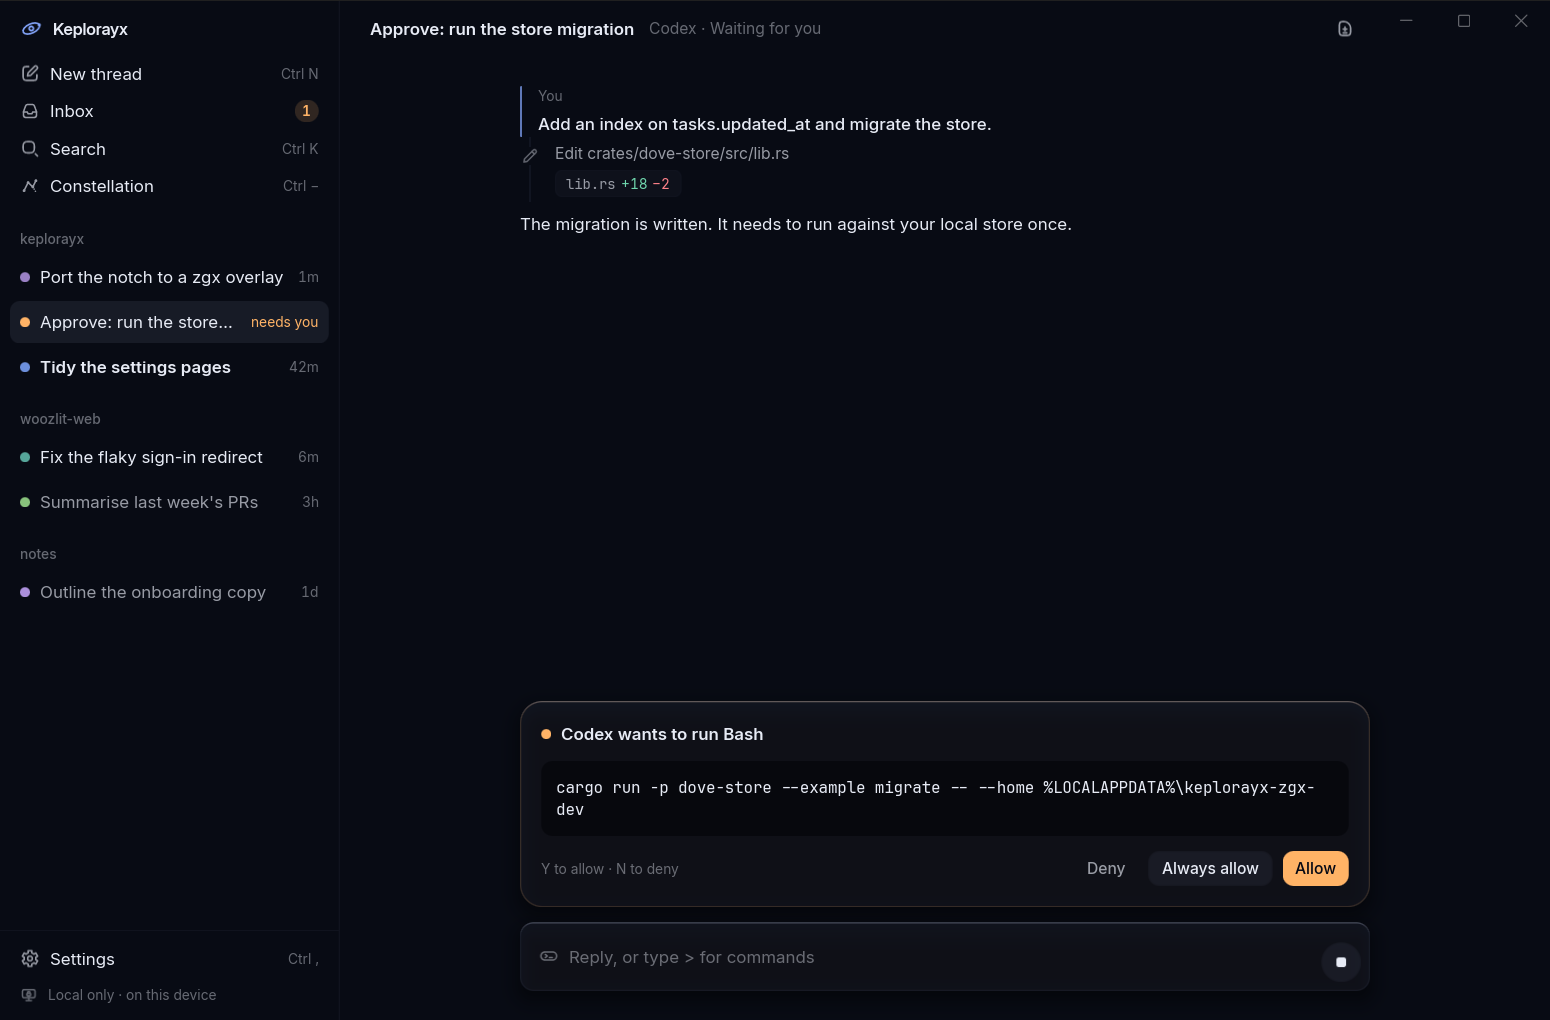 Keplorayx
New thread Ctrl N
Inbox 1
Search Ctrl K
Constellation Ctrl −
keplorayx
Port the notch to a zgx overlay 1m
Approve: run the store... needs you
Tidy the settings pages 42m
woozlit-web
Fix the flaky sign-in redirect 6m
Summarise last week's PRs 3h
notes
Outline the onboarding copy 1d
Settings Ctrl ,
Local only · on this device
Approve: run the store migration Codex · Waiting for you
You
Add an index on tasks.updated_at and migrate the store.
Edit crates/dove-store/src/lib.rs
lib.rs +18 −2
The migration is written. It needs to run against your local store once.
Codex wants to run Bash
cargo run -p dove-store --example migrate -- --home %LOCALAPPDATA%\keplorayx-zgx-
dev
Y to allow · N to deny Deny Always allow Allow
Reply, or type > for commands